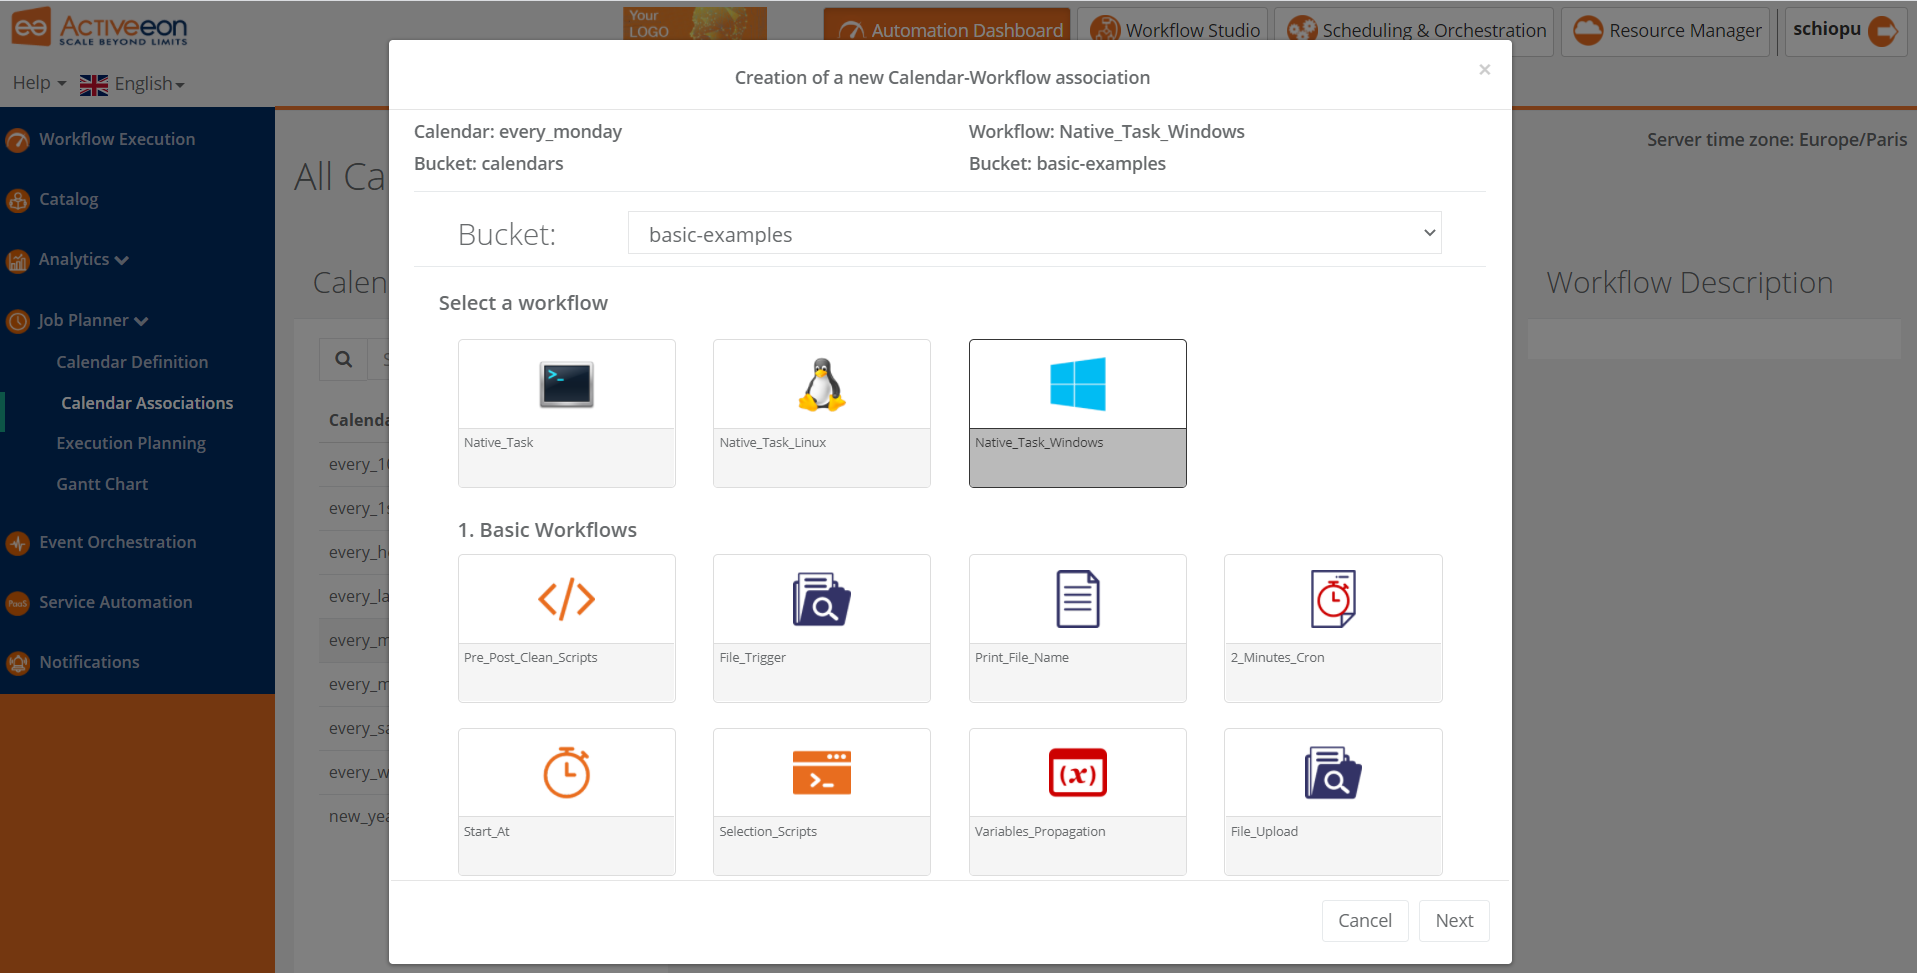 Activeeon
SCALE BEYOND LIMITS
Your
LOGO
Automation Dashboard
Workflow Studio
Scheduling & Orchestration
Resource Manager
schiopu
Help
English
Creation of a new Calendar-Workflow association
×
Calendar: every_monday
Workflow: Native_Task_Windows
Bucket: calendars
Bucket: basic-examples
Server time zone: Europe/Paris
Workflow Execution
Catalog
Analytics
Job Planner
Calendar Definition
Calendar Associations
Execution Planning
Gantt Chart
Event Orchestration
PaaS
Service Automation
Notifications
All Ca
Calen
Calenda
every_10
every_1
every_h
every_la
every_m
every_m
every_sa
every_w
new_yea
Workflow Description
Bucket:
basic-examples
Select a workflow
Native_Task
Native_Task_Linux
Native_Task_Windows
1. Basic Workflows
Pre_Post_Clean_Scripts
File_Trigger
Print_File_Name
2_Minutes_Cron
(x)
Start_At
Selection_Scripts
Variables_Propagation
File_Upload
Cancel
Next